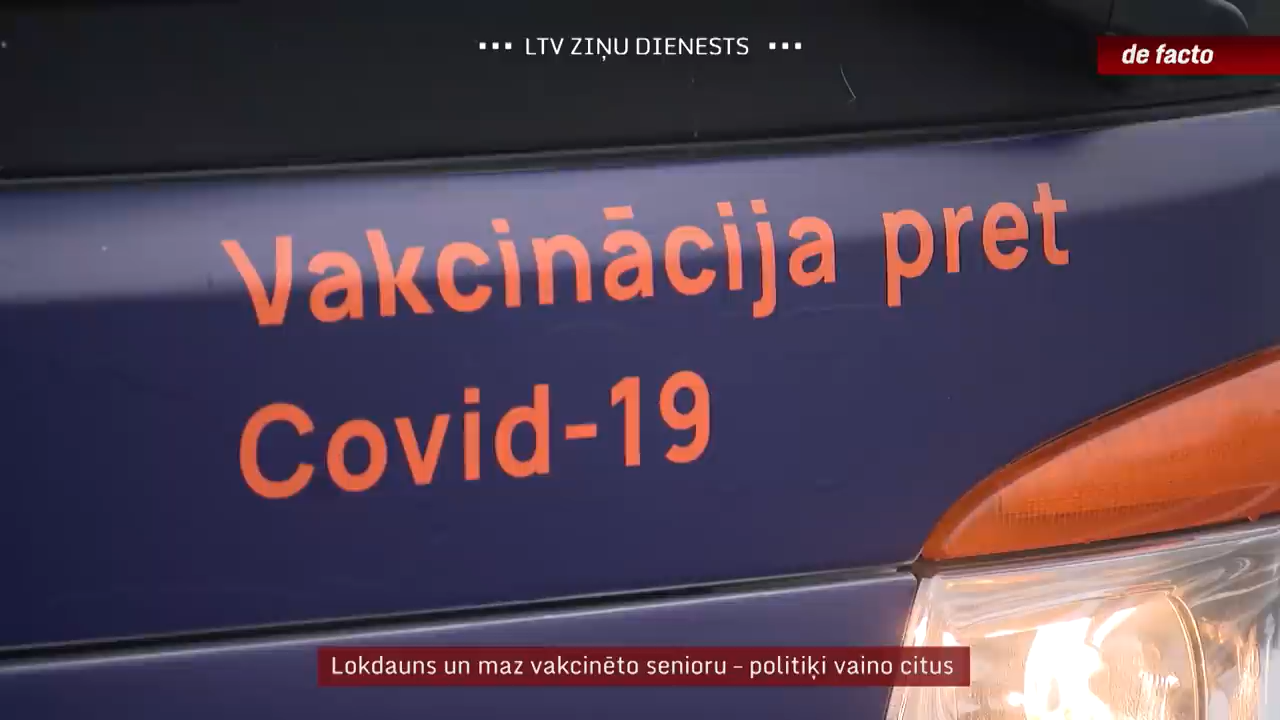 LTV ZIŅU DIENESTS
de facto
Vakcinācija pret
Covid-19
Lokdauns un maz vakcinēto senioru - politiķi vaino citus